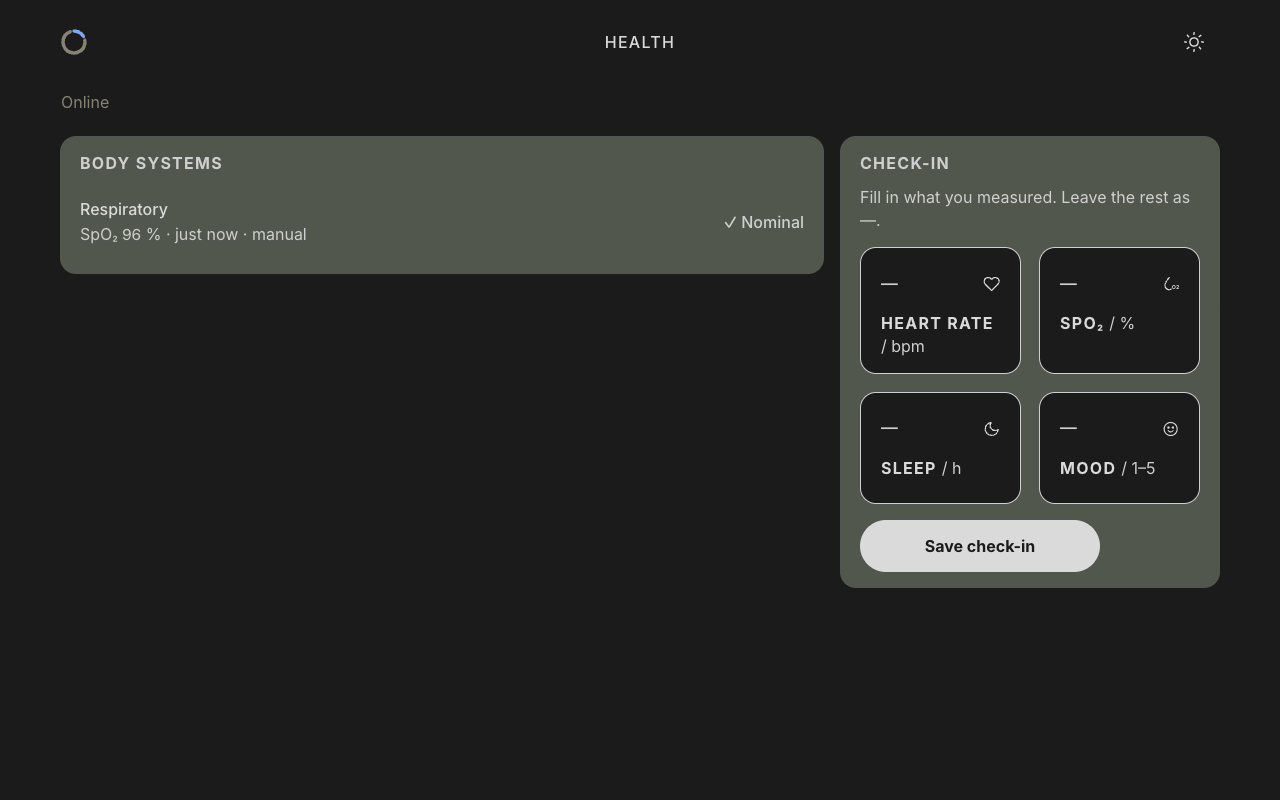 HEALTH
Online
BODY SYSTEMS
Respiratory
SpO₂ 96 % · just now · manual
✓ Nominal
CHECK-IN
Fill in what you measured. Leave the rest as
—.
—
HEART RATE
/ bpm
—
O2
SPO₂ / %
—
SLEEP / h
—
MOOD / 1–5
Save check-in